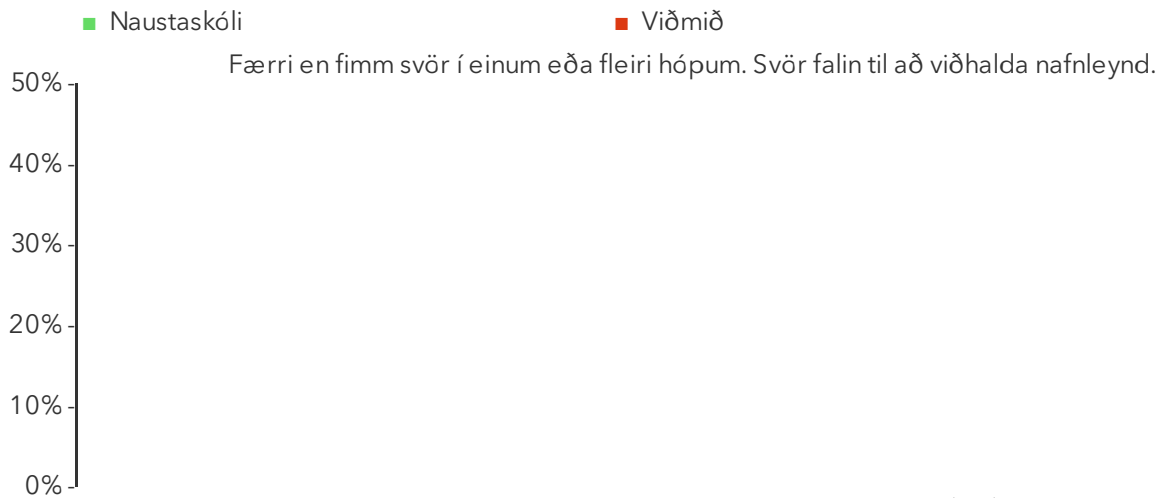 Naustaskóli
Viðmið
Færri en fimm svör í einum eða fleiri hópum. Svör falin til að viðhalda nafnleynd.
50%
40%
30%
20%
10%
0%